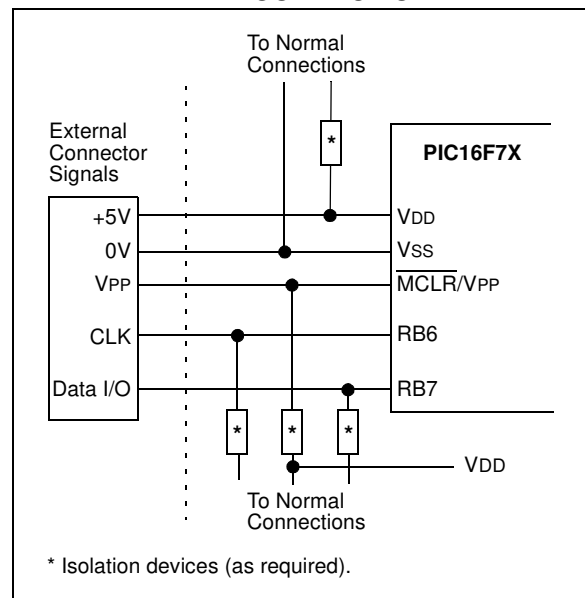 To Normal
Connections
External
Connector
Signals
*
PIC16F7X
+5V
VDD
0V
VSS
VPP
MCLR/VPP
CLK
RB6
Data I/O
RB7
*
*
*
VDD
To Normal
Connections
* Isolation devices (as required).